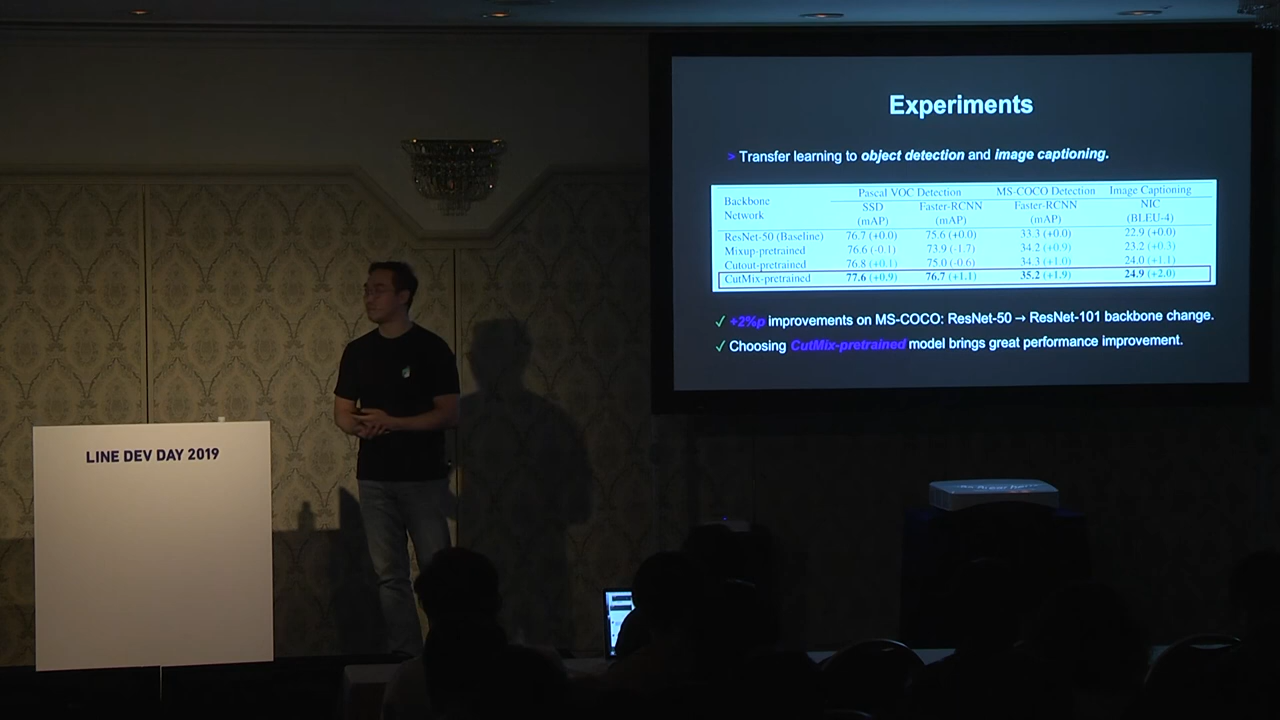 Experiments
> Transfer learning to object detection and image captioning.
Backbone Network Pascal VOC Detection MS-COCO Detection Image Captioning
SSD (mAP) Faster-RCNN (mAP) Faster-RCNN (mAP) NIC (BLEU-4)
ResNet-50 (Baseline) 76.7 (+0.0) 75.6 (+0.0) 33.3 (+0.0) 22.9 (+0.0)
Mixup-pretrained 76.6 (-0.1) 73.9 (-1.7) 34.2 (+0.9) 23.2 (+0.3)
Cutout-pretrained 76.8 (+0.1) 75.0 (-0.6) 34.3 (+1.0) 24.0 (+1.1)
CutMix-pretrained 77.6 (+0.9) 76.7 (+1.1) 35.2 (+1.9) 24.9 (+2.0)
✓ +2%p improvements on MS-COCO: ResNet-50 → ResNet-101 backbone change.
✓ Choosing CutMix-pretrained model brings great performance improvement.
LINE DEV DAY 2019